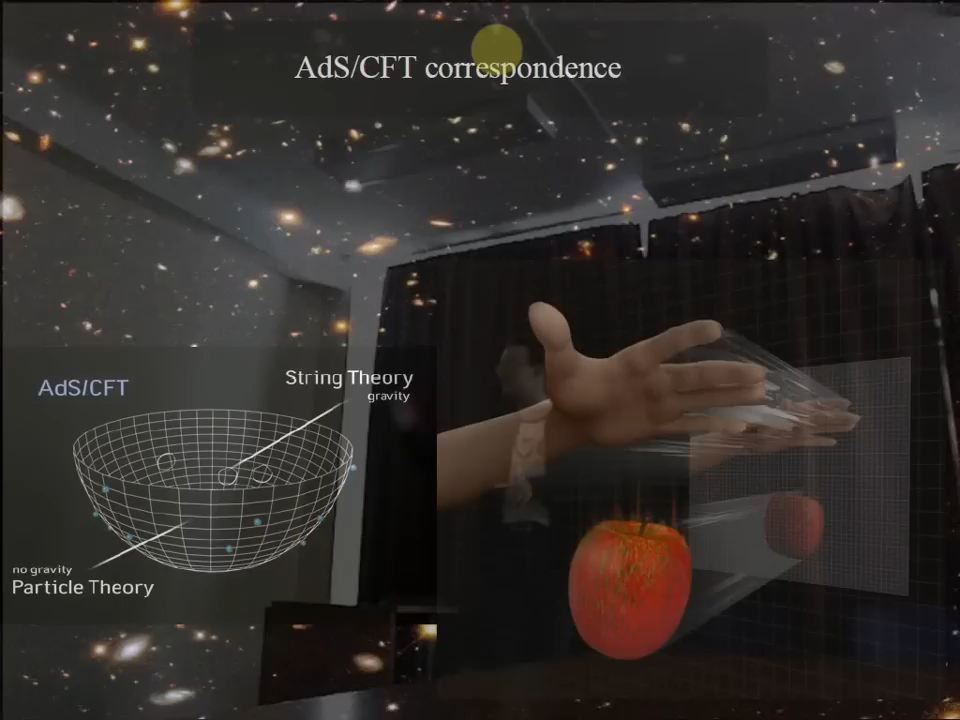 AdS/CFT correspondence
AdS/CFT
String Theory
gravity
no gravity
Particle Theory